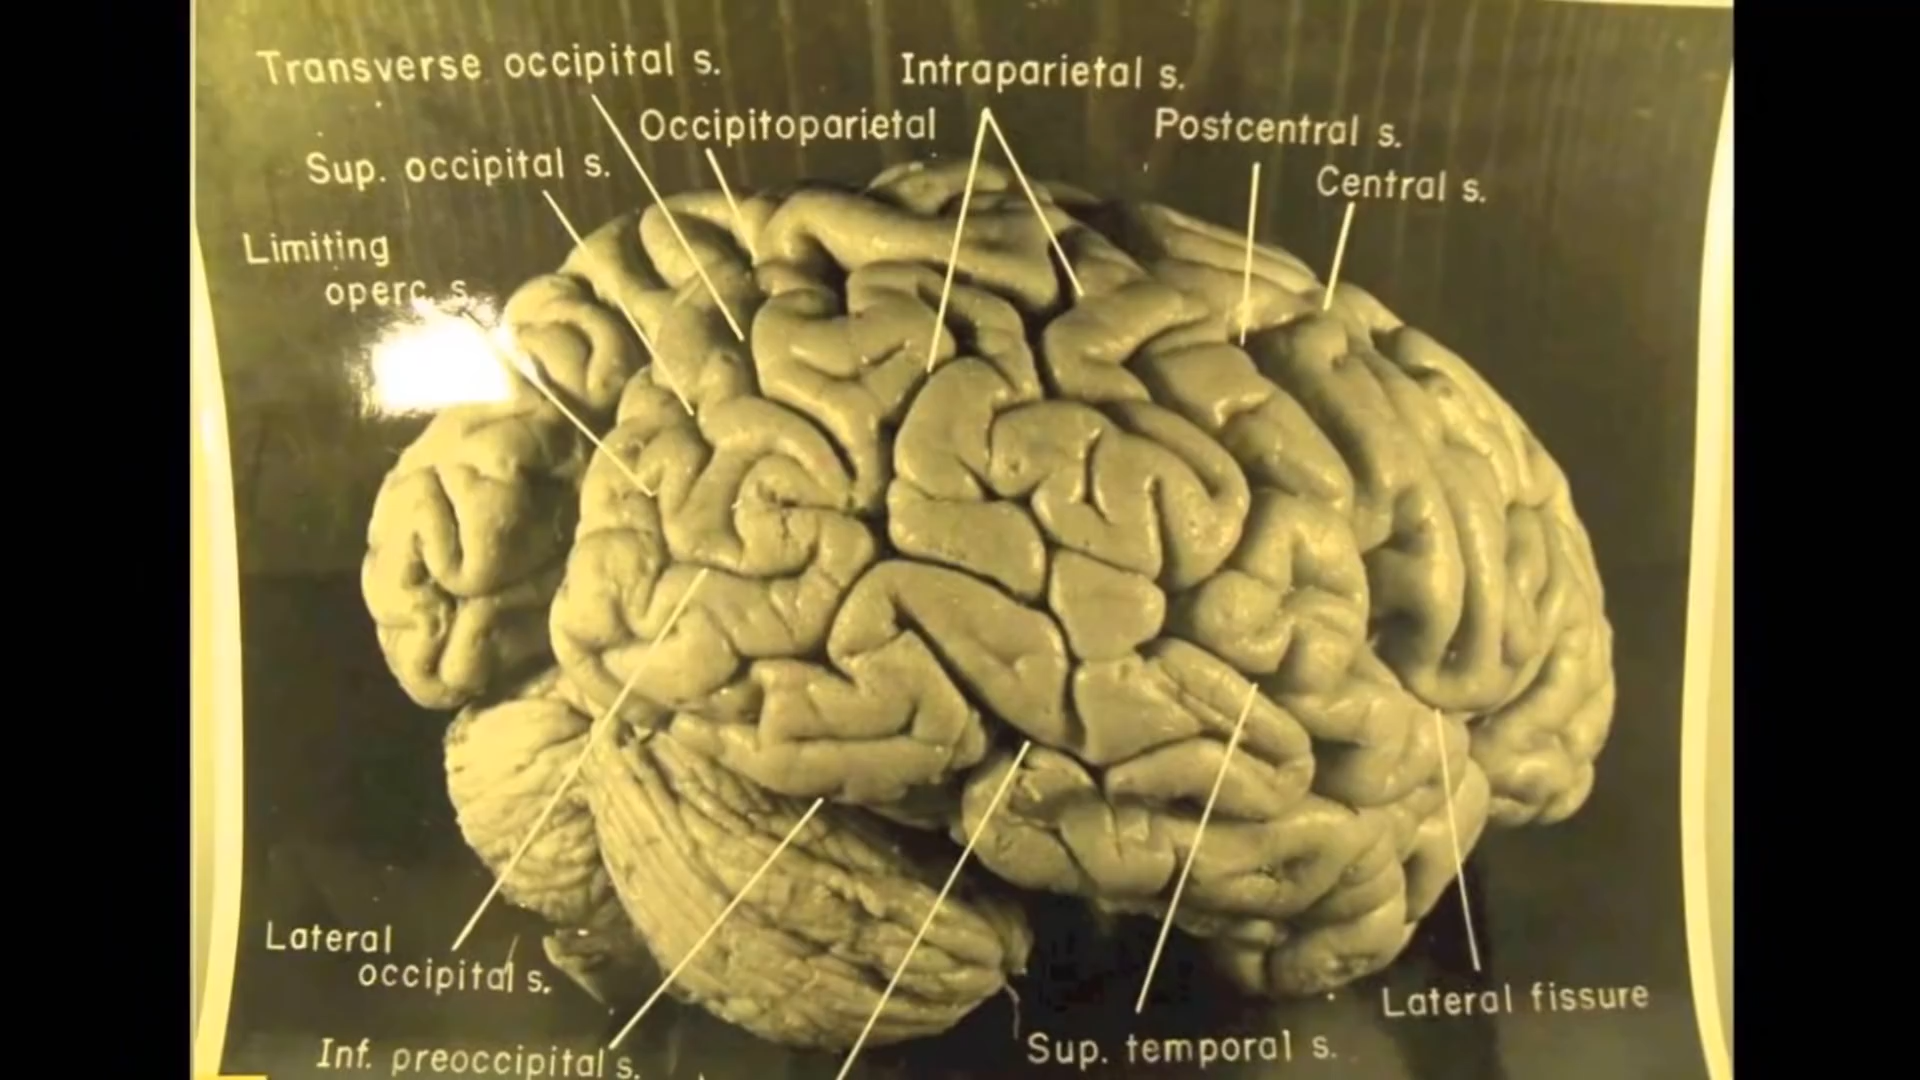 Transverse occipital s.
Intraparietal s.
Occipitoparietal
Postcentral s.
Sup. occipital s.
Central s.
Limiting
operc. s.
Lateral
occipital s.
Lateral fissure
Inf. preoccipital s.
Sup. temporal s.